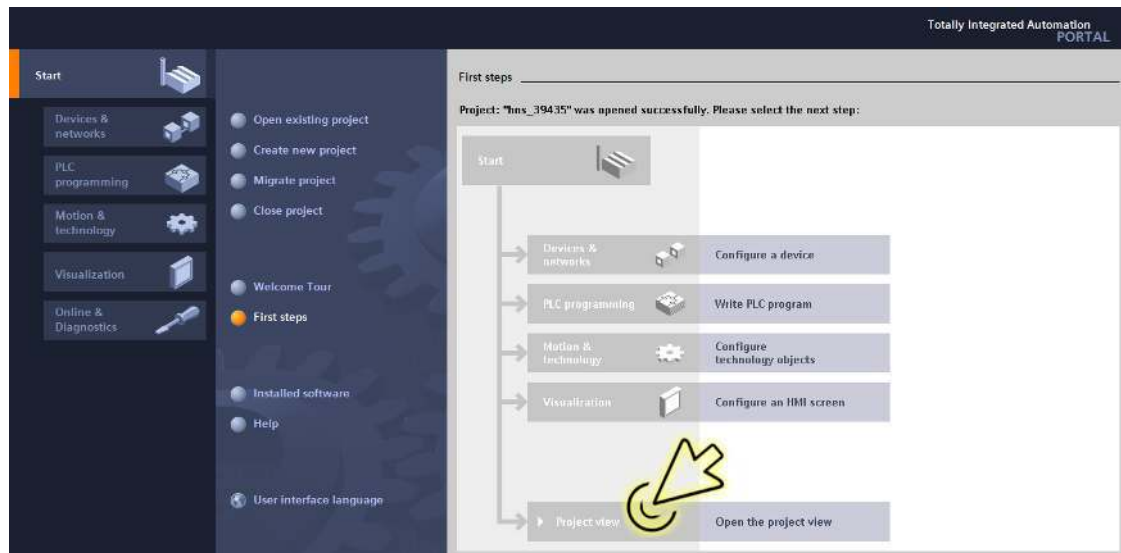 Totally Integrated Automation
PORTAL
Start
Devices &
networks
PLC
programming
Motion &
technology
Visualization
Online &
Diagnostics
Open existing project
Create new project
Migrate project
Close project
Welcome Tour
First steps
Installed software
Help
User interface language
First steps
Project: "hns_39435" was opened successfully. Please select the next step:
Start
Devices &
networks
Configure a device
PLC programming
Write PLC program
Motion &
technology
Configure
technology objects
Visualization
Configure an HMI screen
Project view
Open the project view